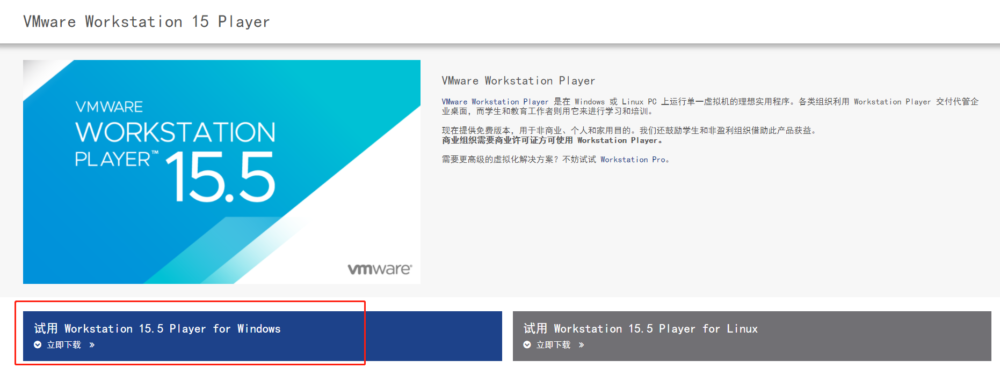 VMware Workstation 15 Player
VMWARE
WORKSTATION
PLAYER™ 15.5
vmware®
VMware Workstation Player
VMware Workstation Player 是在 Windows 或 Linux PC 上运行单一虚拟机的理想实用程序。各类组织利用 Workstation Player 交付代管企
业桌面，而学生和教育工作者则用它来进行学习和培训。
现在提供免费版本，用于非商业、个人和家用目的。我们还鼓励学生和非盈利组织借助此产品获益。
商业组织需要商业许可证方可使用 Workstation Player。
需要更高级的虚拟化解决方案？不妨试试 Workstation Pro。
试用 Workstation 15.5 Player for Windows
立即下载 »
试用 Workstation 15.5 Player for Linux
立即下载 »